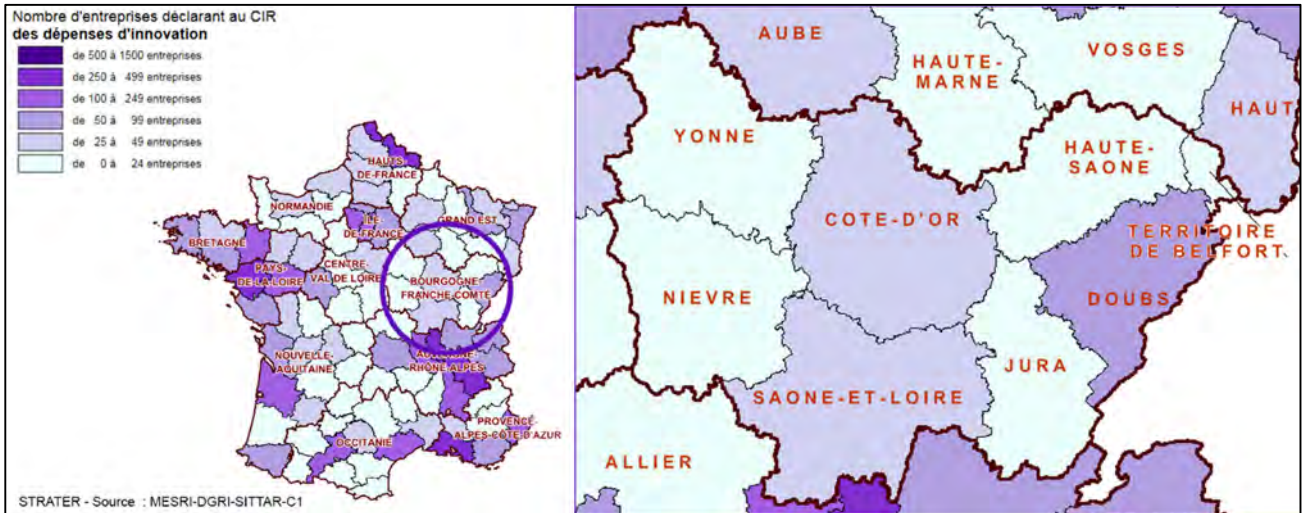 Nombre d'entreprises déclarant au CIR
des dépenses d'innovation
de 500 à 1500 entreprises
de 250 à 499 entreprises
de 100 à 249 entreprises
de 50 à 99 entreprises
de 25 à 49 entreprises
de 0 à 24 entreprises
HAUTS-
DE-FRANCE
NORMANDIE
ILE-
DE-FRANCE
GRAND EST
BRETAGNE
PAYS-
DE-LA-LOIRE
CENTRE-
VAL DE LOIRE
BOURGOGNE-
FRANCHE-COMTÉ
NOUVELLE-
AQUITAINE
AUVERGNE-
RHÔNE-ALPES
OCCITANIE
PROVENCE-
ALPES-CÔTE-D'AZUR
STRATER - Source : MESRI-DGRI-SITTAR-C1
AUBE
HAUTE-
MARNE
VOSGES
HAUT
YONNE
HAUTE-
SAONE
COTE-D'OR
TERRITOIRE
DE BELFORT
NIEVRE
DOUBS
JURA
SAONE-ET-LOIRE
ALLIER